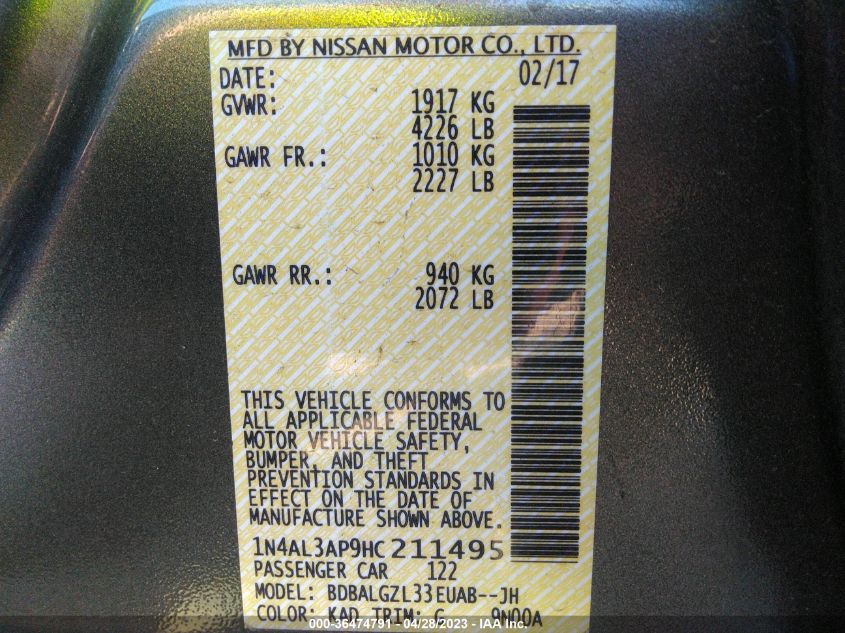 MFD BY NISSAN MOTOR CO., LTD.
DATE: 02/17
GVWR: 1917 KG
4226 LB
GAWR FR.: 1010 KG
2227 LB
GAWR RR.: 940 KG
2072 LB
THIS VEHICLE CONFORMS TO
ALL APPLICABLE FEDERAL
MOTOR VEHICLE SAFETY,
BUMPER, AND THEFT
PREVENTION STANDARDS IN
EFFECT ON THE DATE OF
MANUFACTURE SHOWN ABOVE.
1N4AL3AP9HC211495
PASSENGER CAR 122
MODEL: BDBALGZL33EUAB--JH
COLOR: KAD TRIM: G 9N00A
000-36474791 - 04/28/2023 - IAA Inc.